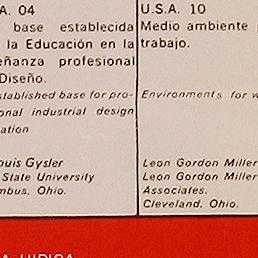 A. 04
base establecida
la Educación en la
eñanza profesional
Diseño.
stablished base for pro-
onal industrial design
ation
ouis Gysler
State University
mbus, Ohio.
U.S.A. 10
Medio ambiente
trabajo.
Environments for w
Leon Gordon Miller
Leon Gordon Miller
Associates.
Cleveland, Ohio.